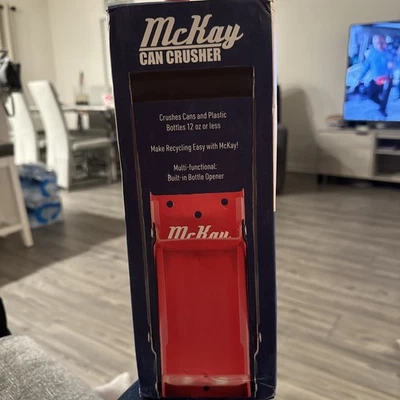 McKay
CAN CRUSHER
Crushes Cans and Plastic
Bottles 12 oz or less
Make Recycling Easy with McKay!
Multi-functional:
Built-in Bottle Opener
McKay